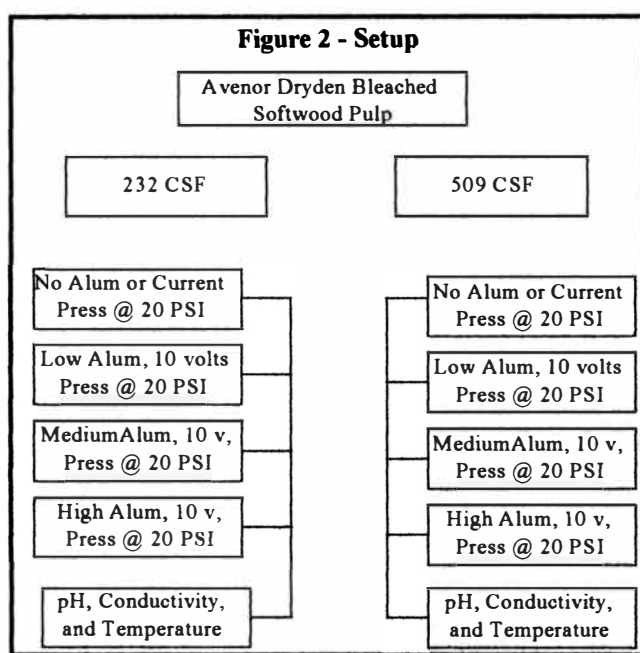 Figure 2 - Setup
Avenor Dryden Bleached
Softwood Pulp
232 CSF
509 CSF
No Alum or Current
Press @ 20 PSI
Low Alum, 10 volts
Press @ 20 PSI
MediumAlum, 10 v,
Press @ 20 PSI
High Alum, 10 v,
Press @ 20 PSI
pH, Conductivity,
and Temperature
No Alum or Current
Press @ 20 PSI
Low Alum, 10 volts
Press @ 20 PSI
MediumAlum, 10 v,
Press @ 20 PSI
High Alum, 10 v,
Press @ 20 PSI
pH, Conductivity,
and Temperature